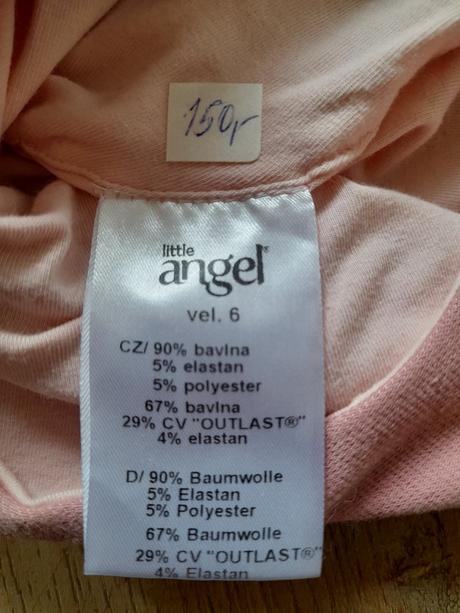 150,-
little
angel®
vel. 6
CZ/ 90% bavlna
5% elastan
5% polyester
67% bavlna
29% CV "OUTLAST®"
4% elastan
D/ 90% Baumwolle
5% Elastan
5% Polyester
67% Baumwolle
29% CV "OUTLAST®"
4% Elastan